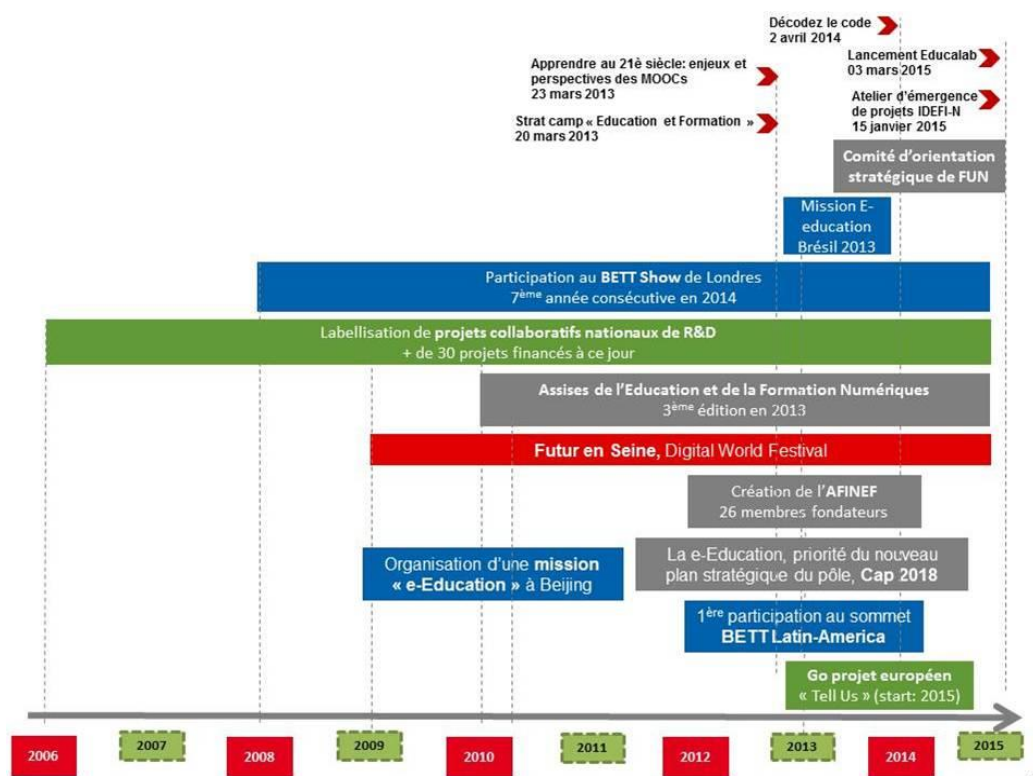 Décodez le code
2 avril 2014
Lancement Educalab
03 mars 2015
Apprendre au 21è siècle: enjeux et
perspectives des MOOCs
23 mars 2013
Atelier d'émergence
de projets IDEFI-N
15 janvier 2015
Strat camp « Education et Formation »
20 mars 2013
Comité d'orientation
stratégique de FUN
Mission E-
education
Brésil 2013
Participation au BETT Show de Londres
7ème année consécutive en 2014
Labellisation de projets collaboratifs nationaux de R&D
+ de 30 projets financés à ce jour
Assises de l'Education et de la Formation Numériques
3ème édition en 2013
Futur en Seine, Digital World Festival
Création de l'AFINEF
26 membres fondateurs
Organisation d'une mission
« e-Education » à Beijing
La e-Education, priorité du nouveau
plan stratégique du pôle, Cap 2018
1ère participation au sommet
BETT Latin-America
Go projet européen
« Tell Us » (start: 2015)
2006
2007
2008
2009
2010
2011
2012
2013
2014
2015